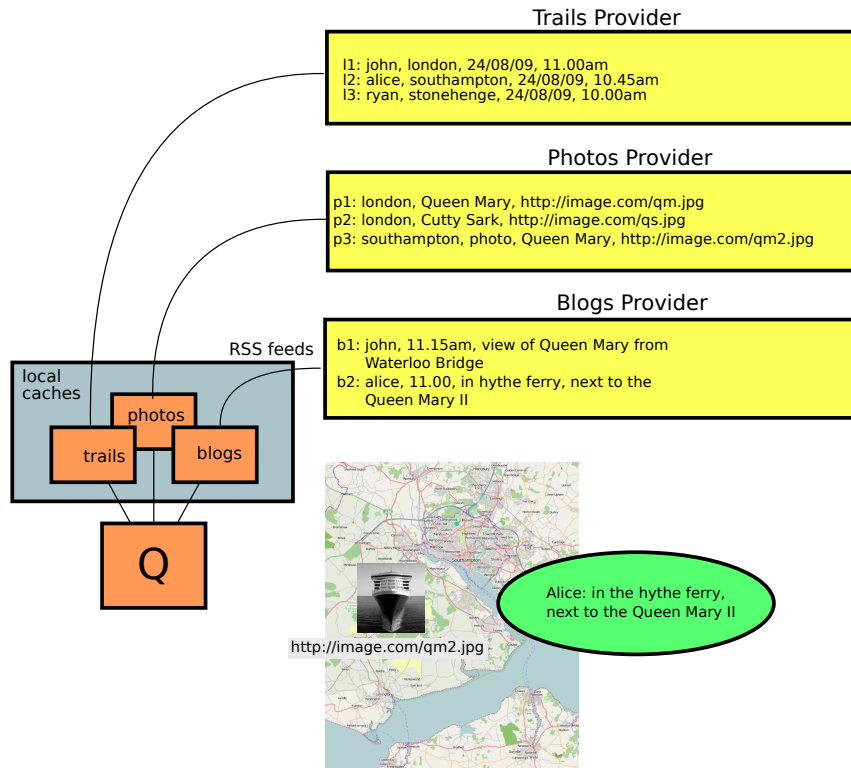 Trails Provider
l1: john, london, 24/08/09, 11.00am
l2: alice, southampton, 24/08/09, 10.45am
l3: ryan, stonehenge, 24/08/09, 10.00am
Photos Provider
p1: london, Queen Mary, http://image.com/qm.jpg
p2: london, Cutty Sark, http://image.com/qs.jpg
p3: southampton, photo, Queen Mary, http://image.com/qm2.jpg
Blogs Provider
b1: john, 11.15am, view of Queen Mary from
Waterloo Bridge
b2: alice, 11.00, in hythe ferry, next to the
Queen Mary II
RSS feeds
local
caches
photos
trails
blogs
Q
Southampton
Alice: in the hythe ferry,
next to the Queen Mary II
http://image.com/qm2.jpg